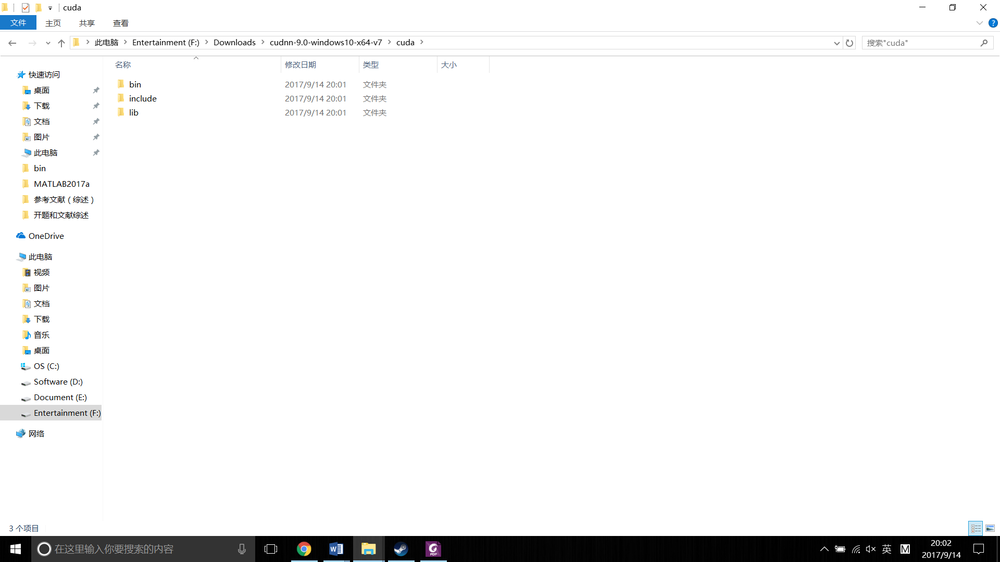 cuda
文件 主页 共享 查看
此电脑 Entertainment (F:) Downloads cudnn-9.0-windows10-x64-v7 cuda 搜索"cuda"
名称 修改日期 类型 大小
bin 2017/9/14 20:01 文件夹
include 2017/9/14 20:01 文件夹
lib 2017/9/14 20:01 文件夹
快速访问
桌面
下载
文档
图片
此电脑
bin
MATLAB2017a
参考文献（综述）
开题和文献综述
OneDrive
此电脑
视频
图片
文档
下载
音乐
桌面
OS (C:)
Software (D:)
Document (E:)
Entertainment (F:)
网络
3 个项目
在这里输入你要搜索的内容
PDF
英 M
20:02
2017/9/14